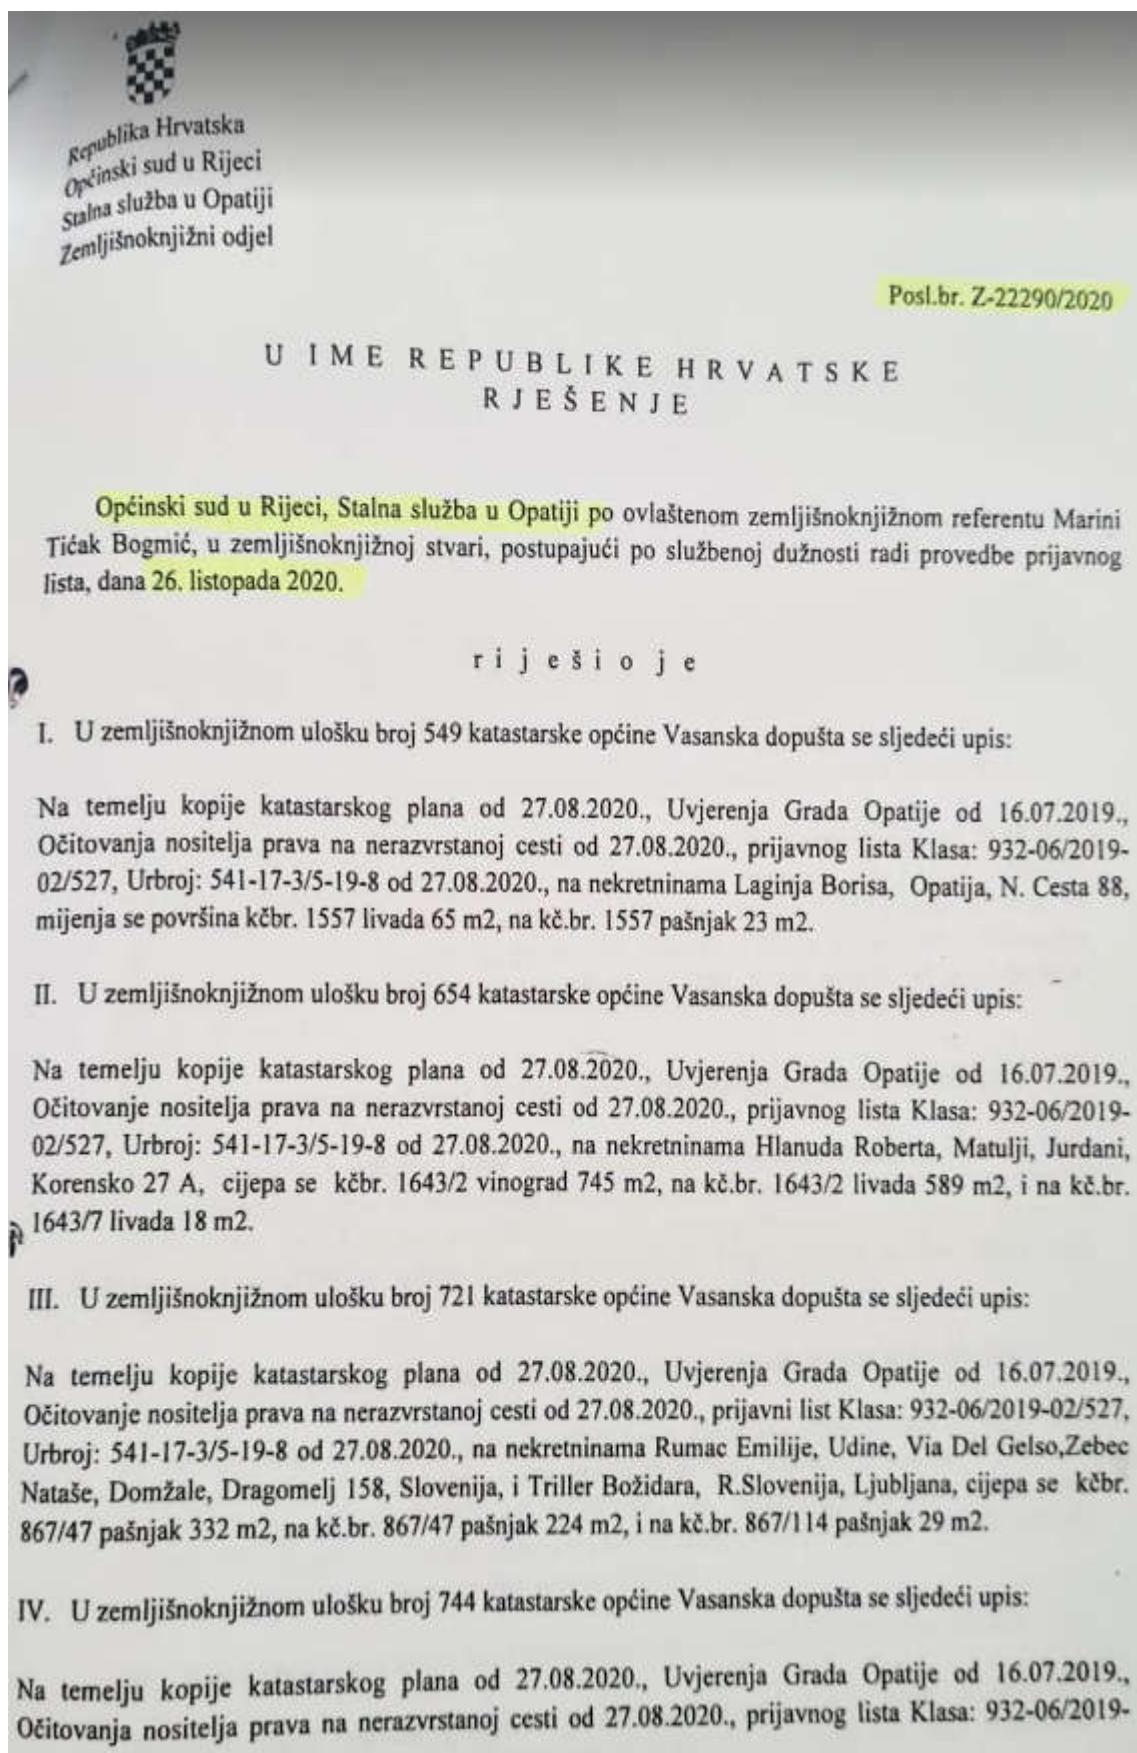 Republika Hrvatska
Općinski sud u Rijeci
Stalna služba u Opatiji
Zemljišnoknjižni odjel
Posl.br. Z-22290/2020
U IME REPUBLIKE HRVATSKE
RJEŠENJE
Općinski sud u Rijeci, Stalna služba u Opatiji po ovlaštenom zemljišnoknjižnom referentu Marini
Tićak Bogmić, u zemljišnoknjižnoj stvari, postupajući po službenoj dužnosti radi provedbe prijavnog
lista, dana 26. listopada 2020.
r i j e š i o j e
I. U zemljišnoknjižnom ulošku broj 549 katastarske općine Vasanska dopušta se sljedeći upis:
Na temelju kopije katastarskog plana od 27.08.2020., Uvjerenja Grada Opatije od 16.07.2019.,
Očitovanja nositelja prava na nerazvrstanoj cesti od 27.08.2020., prijavnog lista Klasa: 932-06/2019-
02/527, Urbroj: 541-17-3/5-19-8 od 27.08.2020., na nekretninama Laginja Borisa, Opatija, N. Cesta 88,
mijenja se površina kčbr. 1557 livada 65 m2, na kč.br. 1557 pašnjak 23 m2.
II. U zemljišnoknjižnom ulošku broj 654 katastarske općine Vasanska dopušta se sljedeći upis:
Na temelju kopije katastarskog plana od 27.08.2020., Uvjerenja Grada Opatije od 16.07.2019.,
Očitovanje nositelja prava na nerazvrstanoj cesti od 27.08.2020., prijavnog lista Klasa: 932-06/2019-
02/527, Urbroj: 541-17-3/5-19-8 od 27.08.2020., na nekretninama Hlanuda Roberta, Matulji, Jurdani,
Korensko 27 A, cijepa se kčbr. 1643/2 vinograd 745 m2, na kč.br. 1643/2 livada 589 m2, i na kč.br.
1643/7 livada 18 m2.
III. U zemljišnoknjižnom ulošku broj 721 katastarske općine Vasanska dopušta se sljedeći upis:
Na temelju kopije katastarskog plana od 27.08.2020., Uvjerenja Grada Opatije od 16.07.2019.,
Očitovanje nositelja prava na nerazvrstanoj cesti od 27.08.2020., prijavni list Klasa: 932-06/2019-02/527,
Urbroj: 541-17-3/5-19-8 od 27.08.2020., na nekretninama Rumac Emilije, Udine, Via Del Gelso,Zebec
Nataše, Domžale, Dragomelj 158, Slovenija, i Triller Božidara, R.Slovenija, Ljubljana, cijepa se kčbr.
867/47 pašnjak 332 m2, na kč.br. 867/47 pašnjak 224 m2, i na kč.br. 867/114 pašnjak 29 m2.
IV. U zemljišnoknjižnom ulošku broj 744 katastarske općine Vasanska dopušta se sljedeći upis:
Na temelju kopije katastarskog plana od 27.08.2020., Uvjerenja Grada Opatije od 16.07.2019.,
Očitovanja nositelja prava na nerazvrstanoj cesti od 27.08.2020., prijavnog lista Klasa: 932-06/2019-